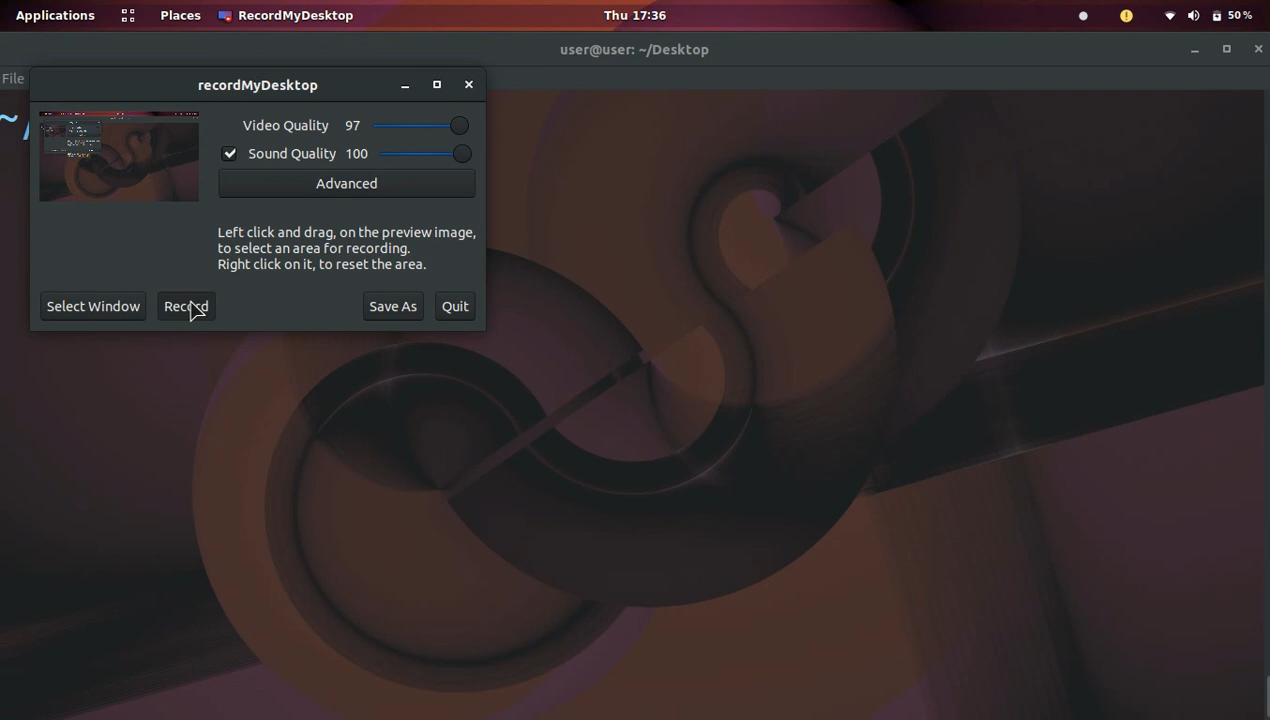 Applications Places RecordMyDesktop Thu 17:36 50%
user@user: ~/Desktop
File
recordMyDesktop
~/
Video Quality 97
Sound Quality 100
Advanced
Left click and drag, on the preview image,
to select an area for recording.
Right click on it, to reset the area.
Select Window Record Save As Quit